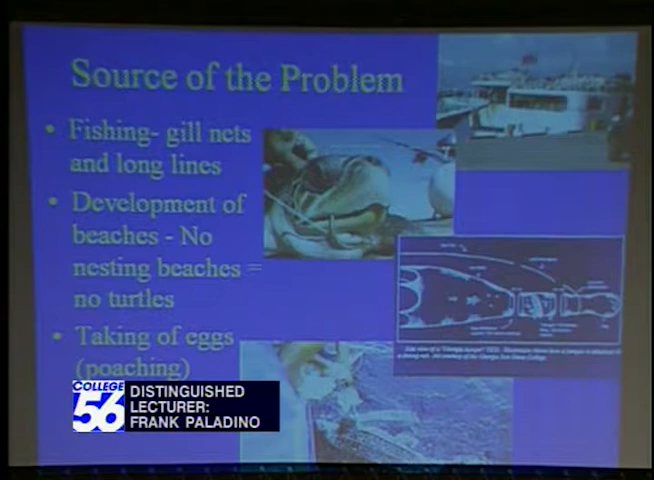 Source of the Problem
• Fishing- gill nets
and long lines
• Development of
beaches - No
nesting beaches =
no turtles
• Taking of eggs
(poaching)
COLLEGE
56
DISTINGUISHED
LECTURER:
FRANK PALADINO